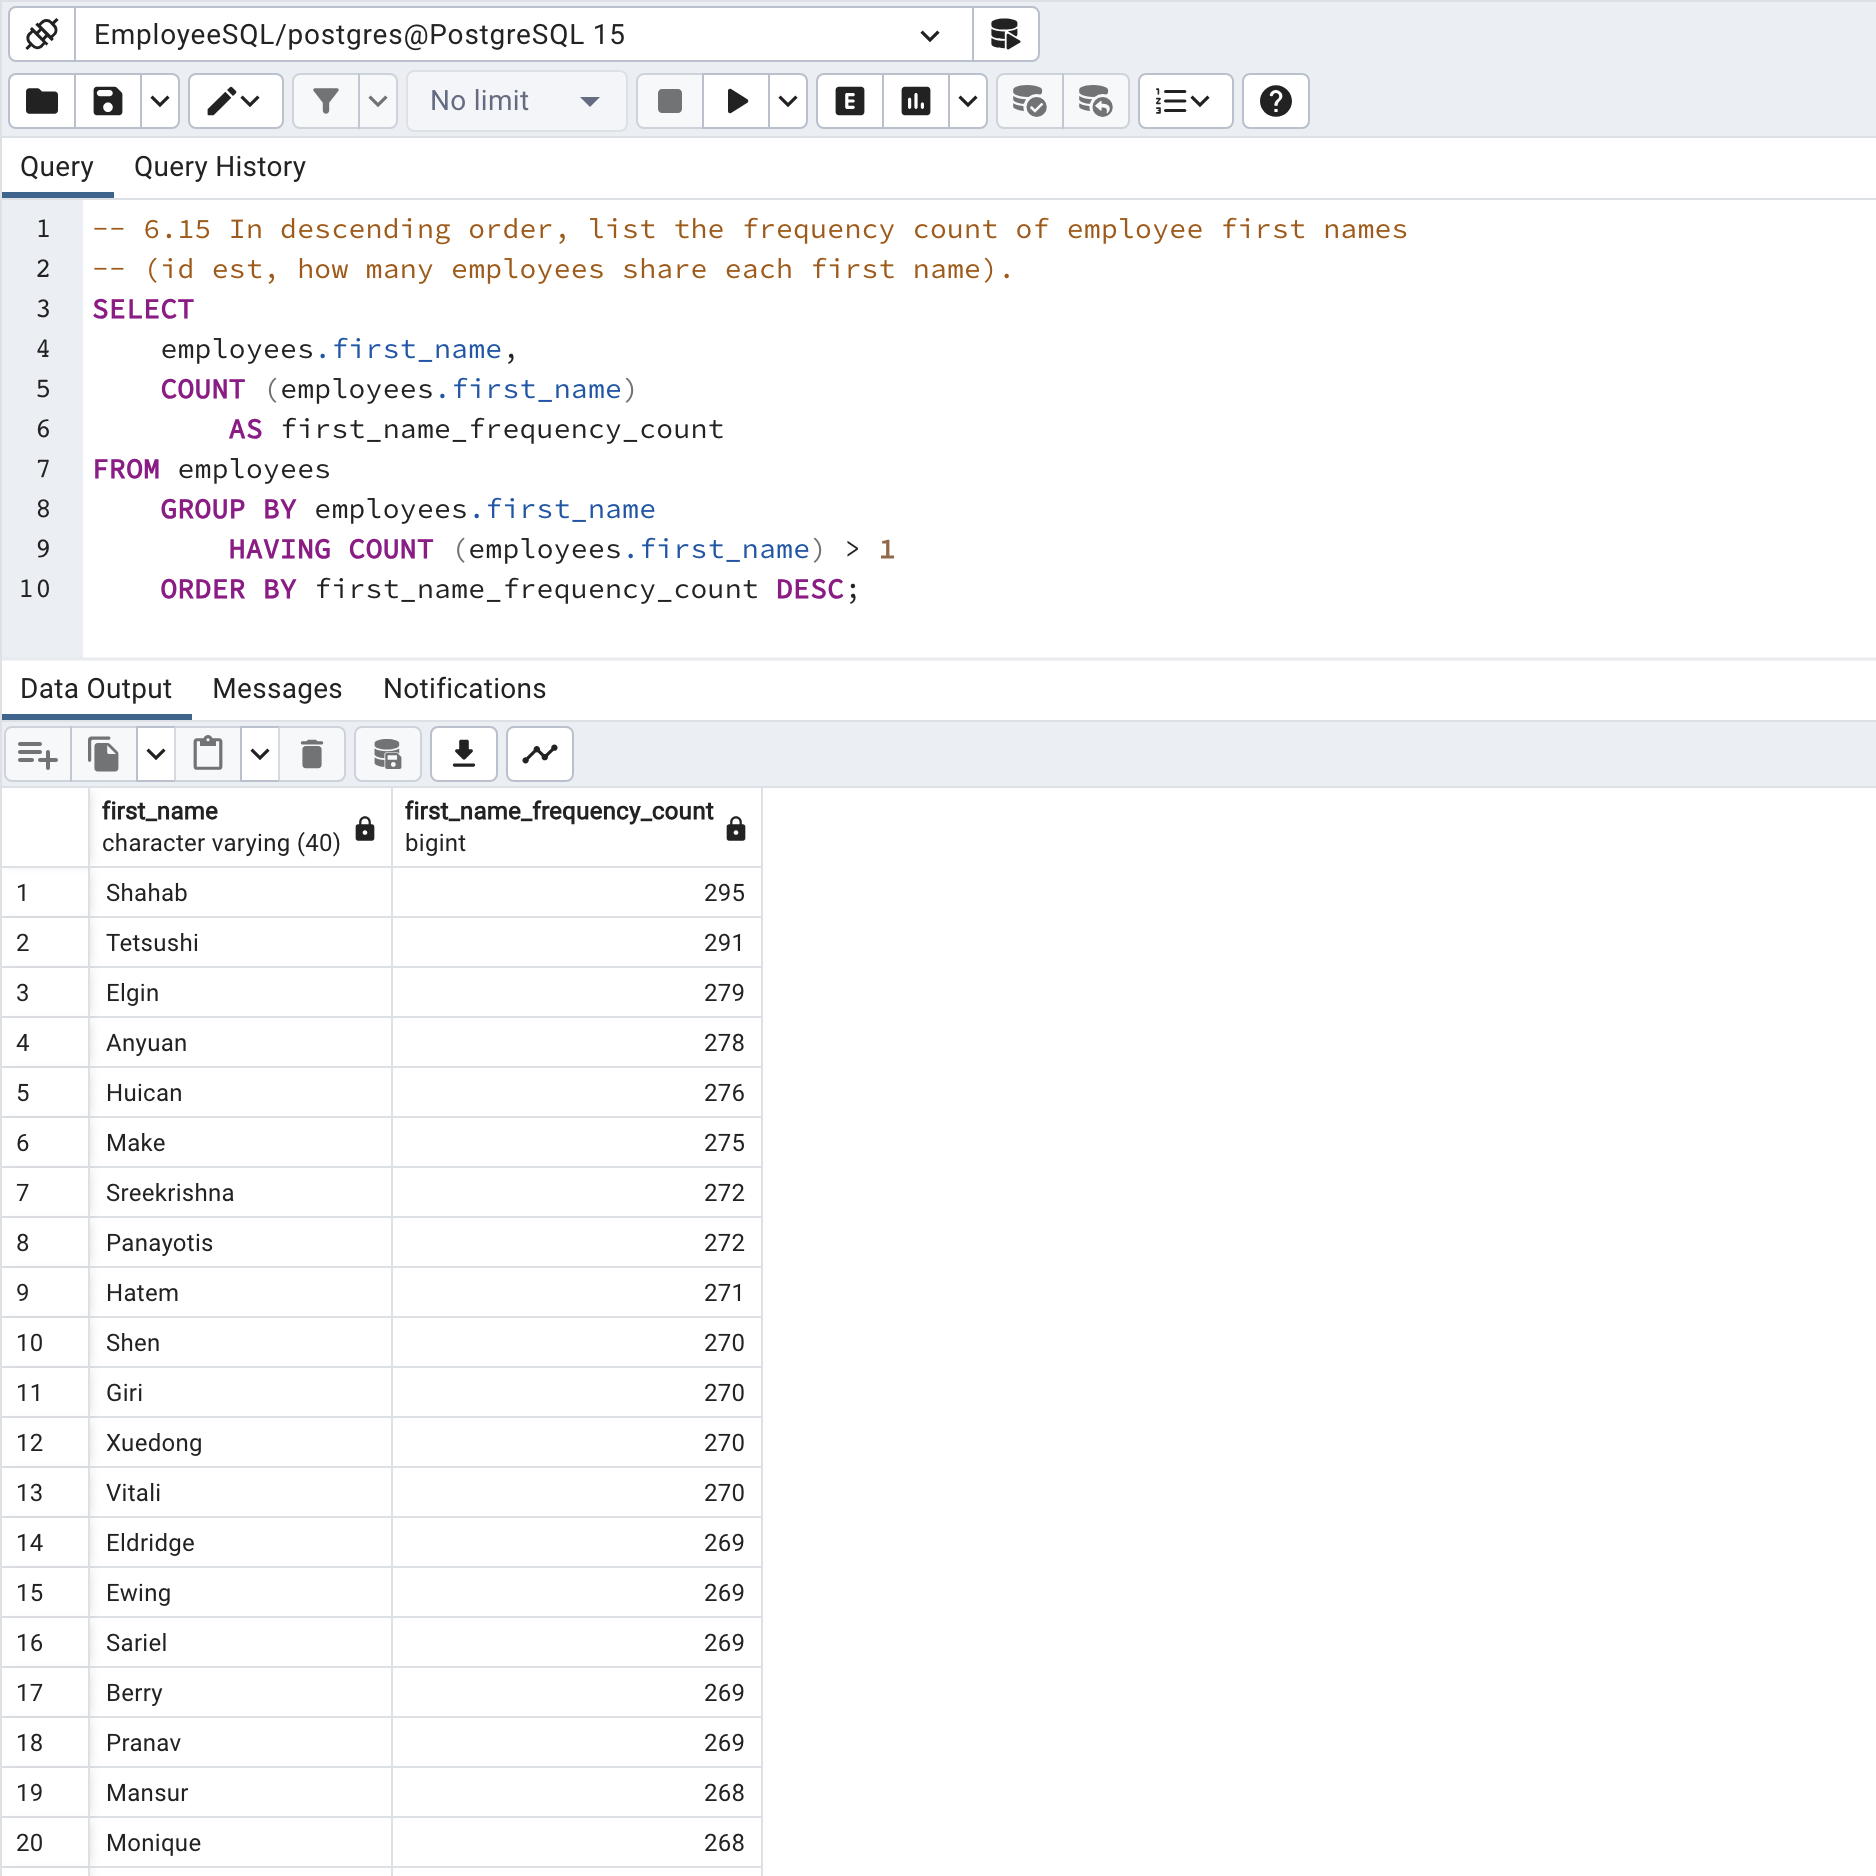 EmployeeSQL/postgres@PostgreSQL 15
No limit
E
Query Query History
1 -- 6.15 In descending order, list the frequency count of employee first names
2 -- (id est, how many employees share each first name).
3 SELECT
4 employees.first_name,
5 COUNT (employees.first_name)
6 AS first_name_frequency_count
7 FROM employees
8 GROUP BY employees.first_name
9 HAVING COUNT (employees.first_name) > 1
10 ORDER BY first_name_frequency_count DESC;
Data Output Messages Notifications
first_name first_name_frequency_count
character varying (40) bigint
1 Shahab 295
2 Tetsushi 291
3 Elgin 279
4 Anyuan 278
5 Huican 276
6 Make 275
7 Sreekrishna 272
8 Panayotis 272
9 Hatem 271
10 Shen 270
11 Giri 270
12 Xuedong 270
13 Vitali 270
14 Eldridge 269
15 Ewing 269
16 Sariel 269
17 Berry 269
18 Pranav 269
19 Mansur 268
20 Monique 268